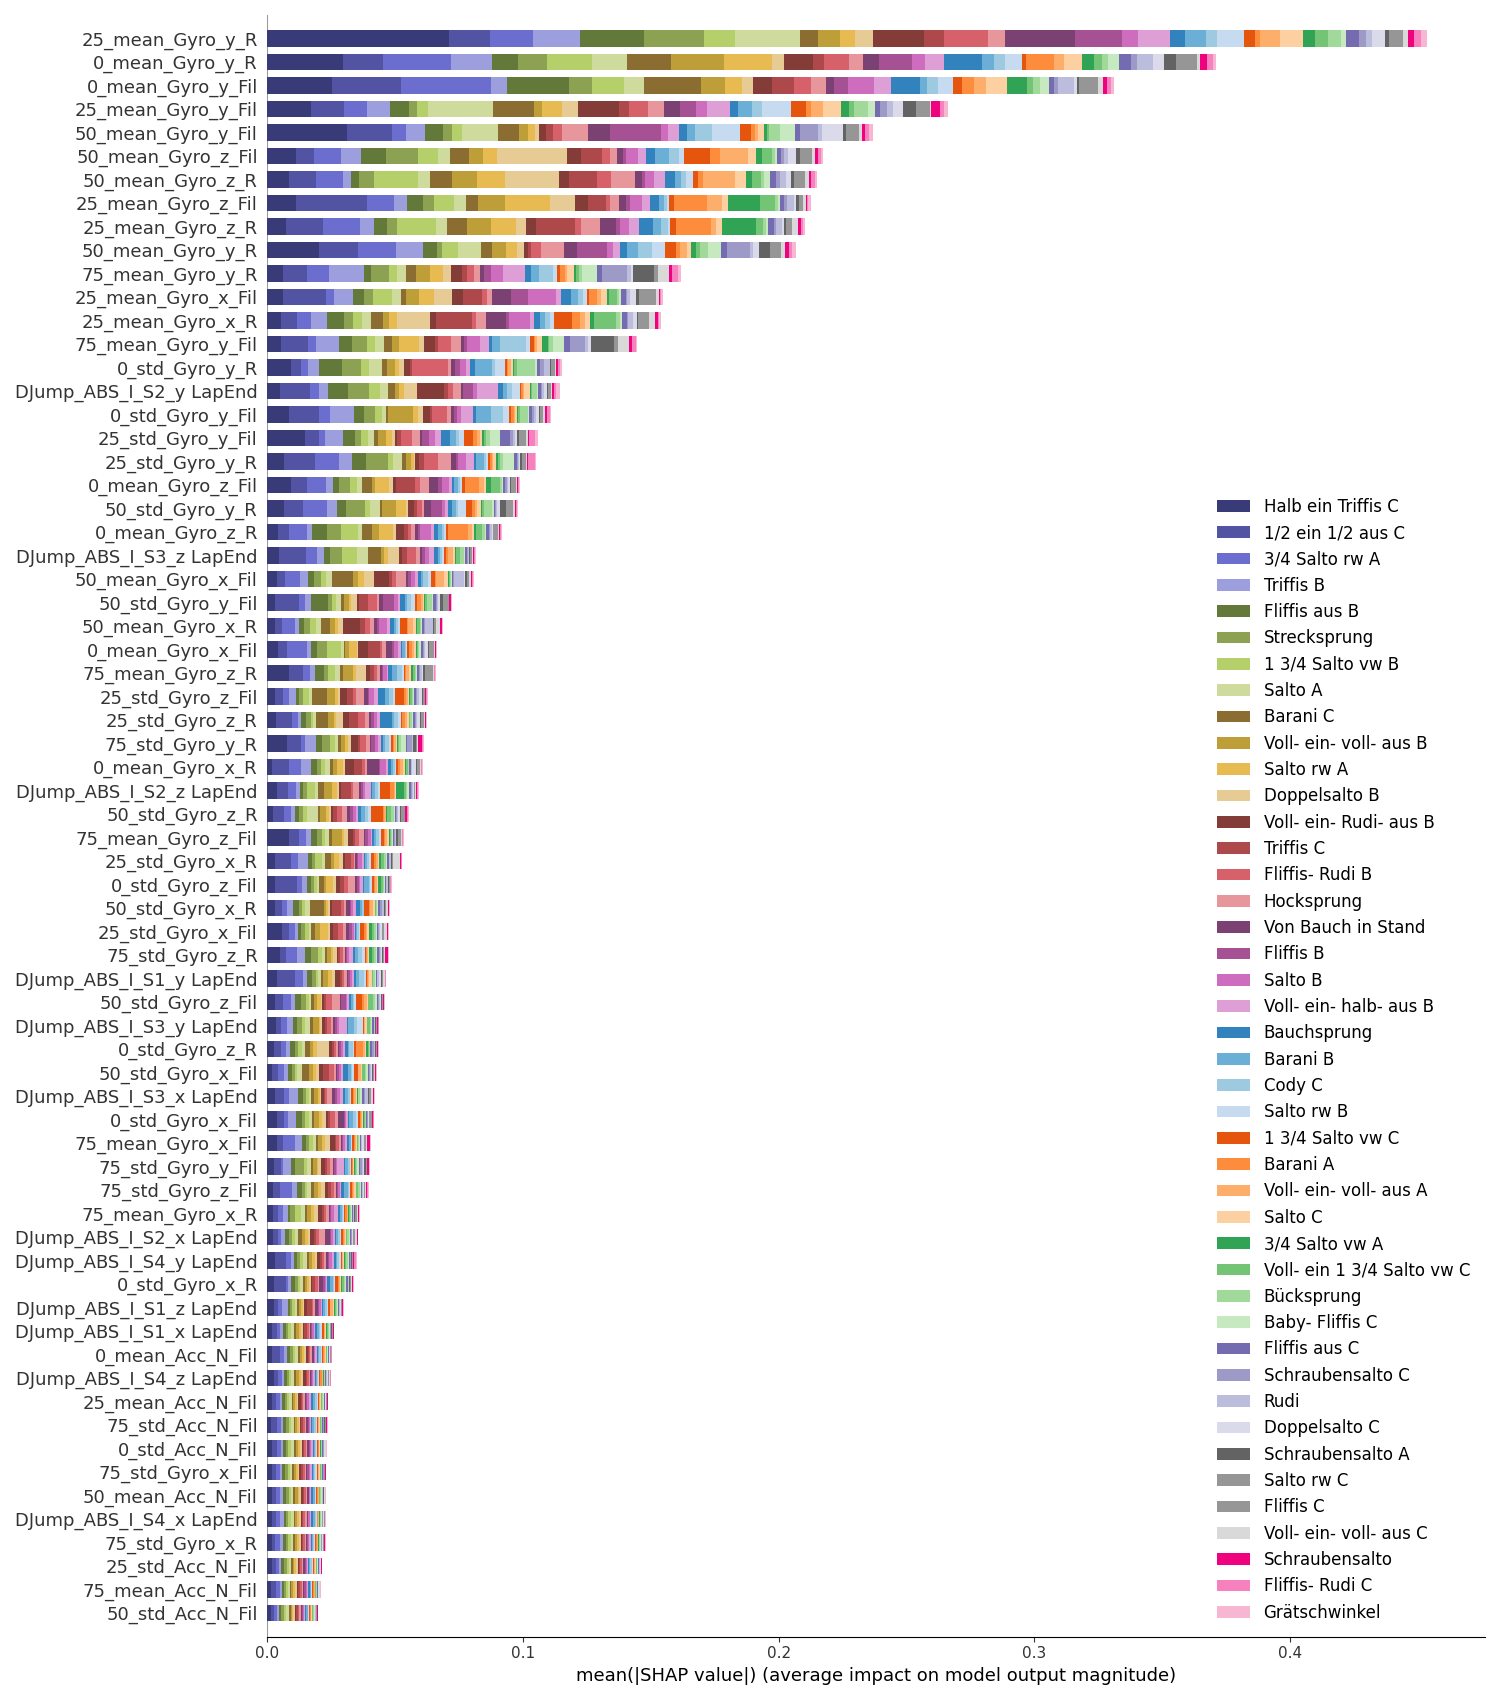 25_mean_Gyro_y_R
0_mean_Gyro_y_R
0_mean_Gyro_y_Fil
25_mean_Gyro_y_Fil
50_mean_Gyro_y_Fil
50_mean_Gyro_z_Fil
50_mean_Gyro_z_R
25_mean_Gyro_z_Fil
25_mean_Gyro_z_R
50_mean_Gyro_y_R
75_mean_Gyro_y_R
25_mean_Gyro_x_Fil
25_mean_Gyro_x_R
75_mean_Gyro_y_Fil
0_std_Gyro_y_R
DJump_ABS_I_S2_y LapEnd
0_std_Gyro_y_Fil
25_std_Gyro_y_Fil
25_std_Gyro_y_R
0_mean_Gyro_z_Fil
50_std_Gyro_y_R
0_mean_Gyro_z_R
DJump_ABS_I_S3_z LapEnd
50_mean_Gyro_x_Fil
50_std_Gyro_y_Fil
50_mean_Gyro_x_R
0_mean_Gyro_x_Fil
75_mean_Gyro_z_R
25_std_Gyro_z_Fil
25_std_Gyro_z_R
75_std_Gyro_y_R
0_mean_Gyro_x_R
DJump_ABS_I_S2_z LapEnd
50_std_Gyro_z_R
75_mean_Gyro_z_Fil
25_std_Gyro_x_R
0_std_Gyro_z_Fil
50_std_Gyro_x_R
25_std_Gyro_x_Fil
75_std_Gyro_z_R
DJump_ABS_I_S1_y LapEnd
50_std_Gyro_z_Fil
DJump_ABS_I_S3_y LapEnd
0_std_Gyro_z_R
50_std_Gyro_x_Fil
DJump_ABS_I_S3_x LapEnd
0_std_Gyro_x_Fil
75_mean_Gyro_x_Fil
75_std_Gyro_y_Fil
75_std_Gyro_z_Fil
75_mean_Gyro_x_R
DJump_ABS_I_S2_x LapEnd
DJump_ABS_I_S4_y LapEnd
0_std_Gyro_x_R
DJump_ABS_I_S1_z LapEnd
DJump_ABS_I_S1_x LapEnd
0_mean_Acc_N_Fil
DJump_ABS_I_S4_z LapEnd
25_mean_Acc_N_Fil
75_std_Acc_N_Fil
0_std_Acc_N_Fil
75_std_Gyro_x_Fil
50_mean_Acc_N_Fil
DJump_ABS_I_S4_x LapEnd
75_std_Gyro_x_R
25_std_Acc_N_Fil
75_mean_Acc_N_Fil
50_std_Acc_N_Fil
Halb ein Triffis C
1/2 ein 1/2 aus C
3/4 Salto rw A
Triffis B
Fliffis aus B
Strecksprung
1 3/4 Salto vw B
Salto A
Barani C
Voll- ein- voll- aus B
Salto rw A
Doppelsalto B
Voll- ein- Rudi- aus B
Triffis C
Fliffis- Rudi B
Hocksprung
Von Bauch in Stand
Fliffis B
Salto B
Voll- ein- halb- aus B
Bauchsprung
Barani B
Cody C
Salto rw B
1 3/4 Salto vw C
Barani A
Voll- ein- voll- aus A
Salto C
3/4 Salto vw A
Voll- ein 1 3/4 Salto vw C
Bücksprung
Baby- Fliffis C
Fliffis aus C
Schraubensalto C
Rudi
Doppelsalto C
Schraubensalto A
Salto rw C
Fliffis C
Voll- ein- voll- aus C
Schraubensalto
Fliffis- Rudi C
Grätschwinkel
0.0 0.1 0.2 0.3 0.4
mean(|SHAP value|) (average impact on model output magnitude)